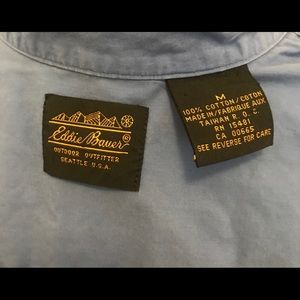 Eddie Bauer
OUTDOOR OUTFITTER
SEATTLE U.S.A.
M
100% COTTON/COTON
MADE IN/FABRIQUE AUX
TAIWAN R. O. C.
RN 15481
CA 00665
SEE REVERSE FOR CARE